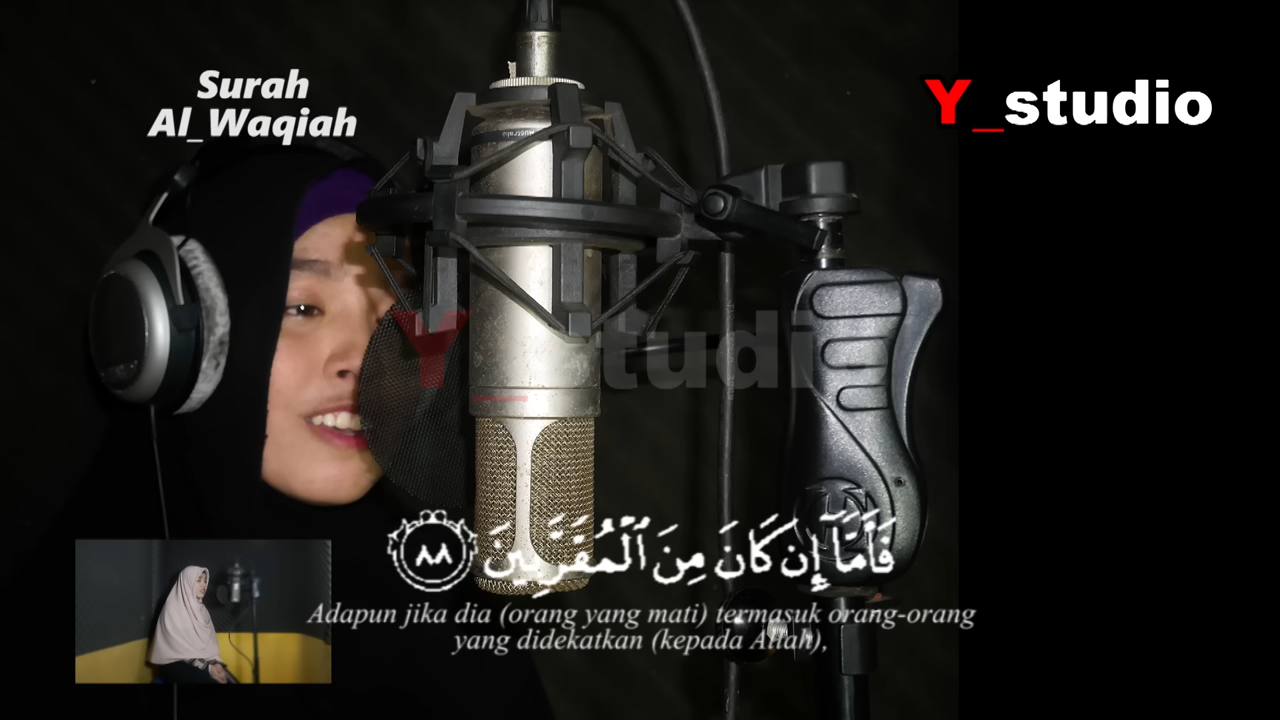 Surah
Al_Waqiah
Y_studio
Y_studi
فَأَمَّآ إِن كَانَ مِنَ ٱلْمُقَرَّبِينَ ٨٨
Adapun jika dia (orang yang mati) termasuk orang-orang
yang didekatkan (kepada Allah),